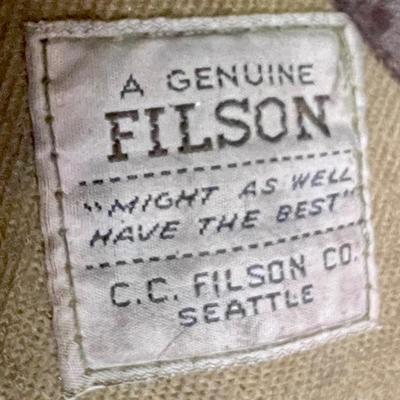 A GENUINE
FILSON
"MIGHT AS WELL
HAVE THE BEST"
C.C. FILSON CO.
SEATTLE